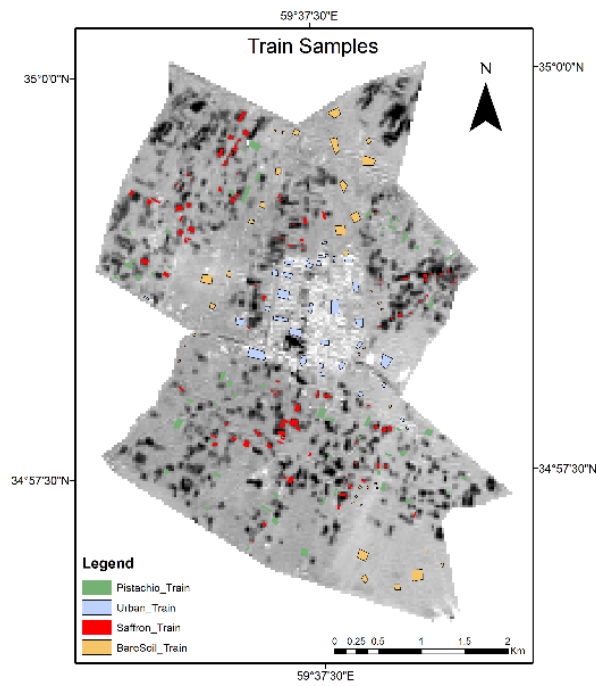 59°37'30"E
Train Samples
35°0'0"N
35°0'0"N
N
34°57'30"N
34°57'30"N
Legend
Pistachio_Train
Urban_Train
Saffron_Train
BareSoil_Train
0 0.25 0.5 1 1.5 2
Km
59°37'30"E